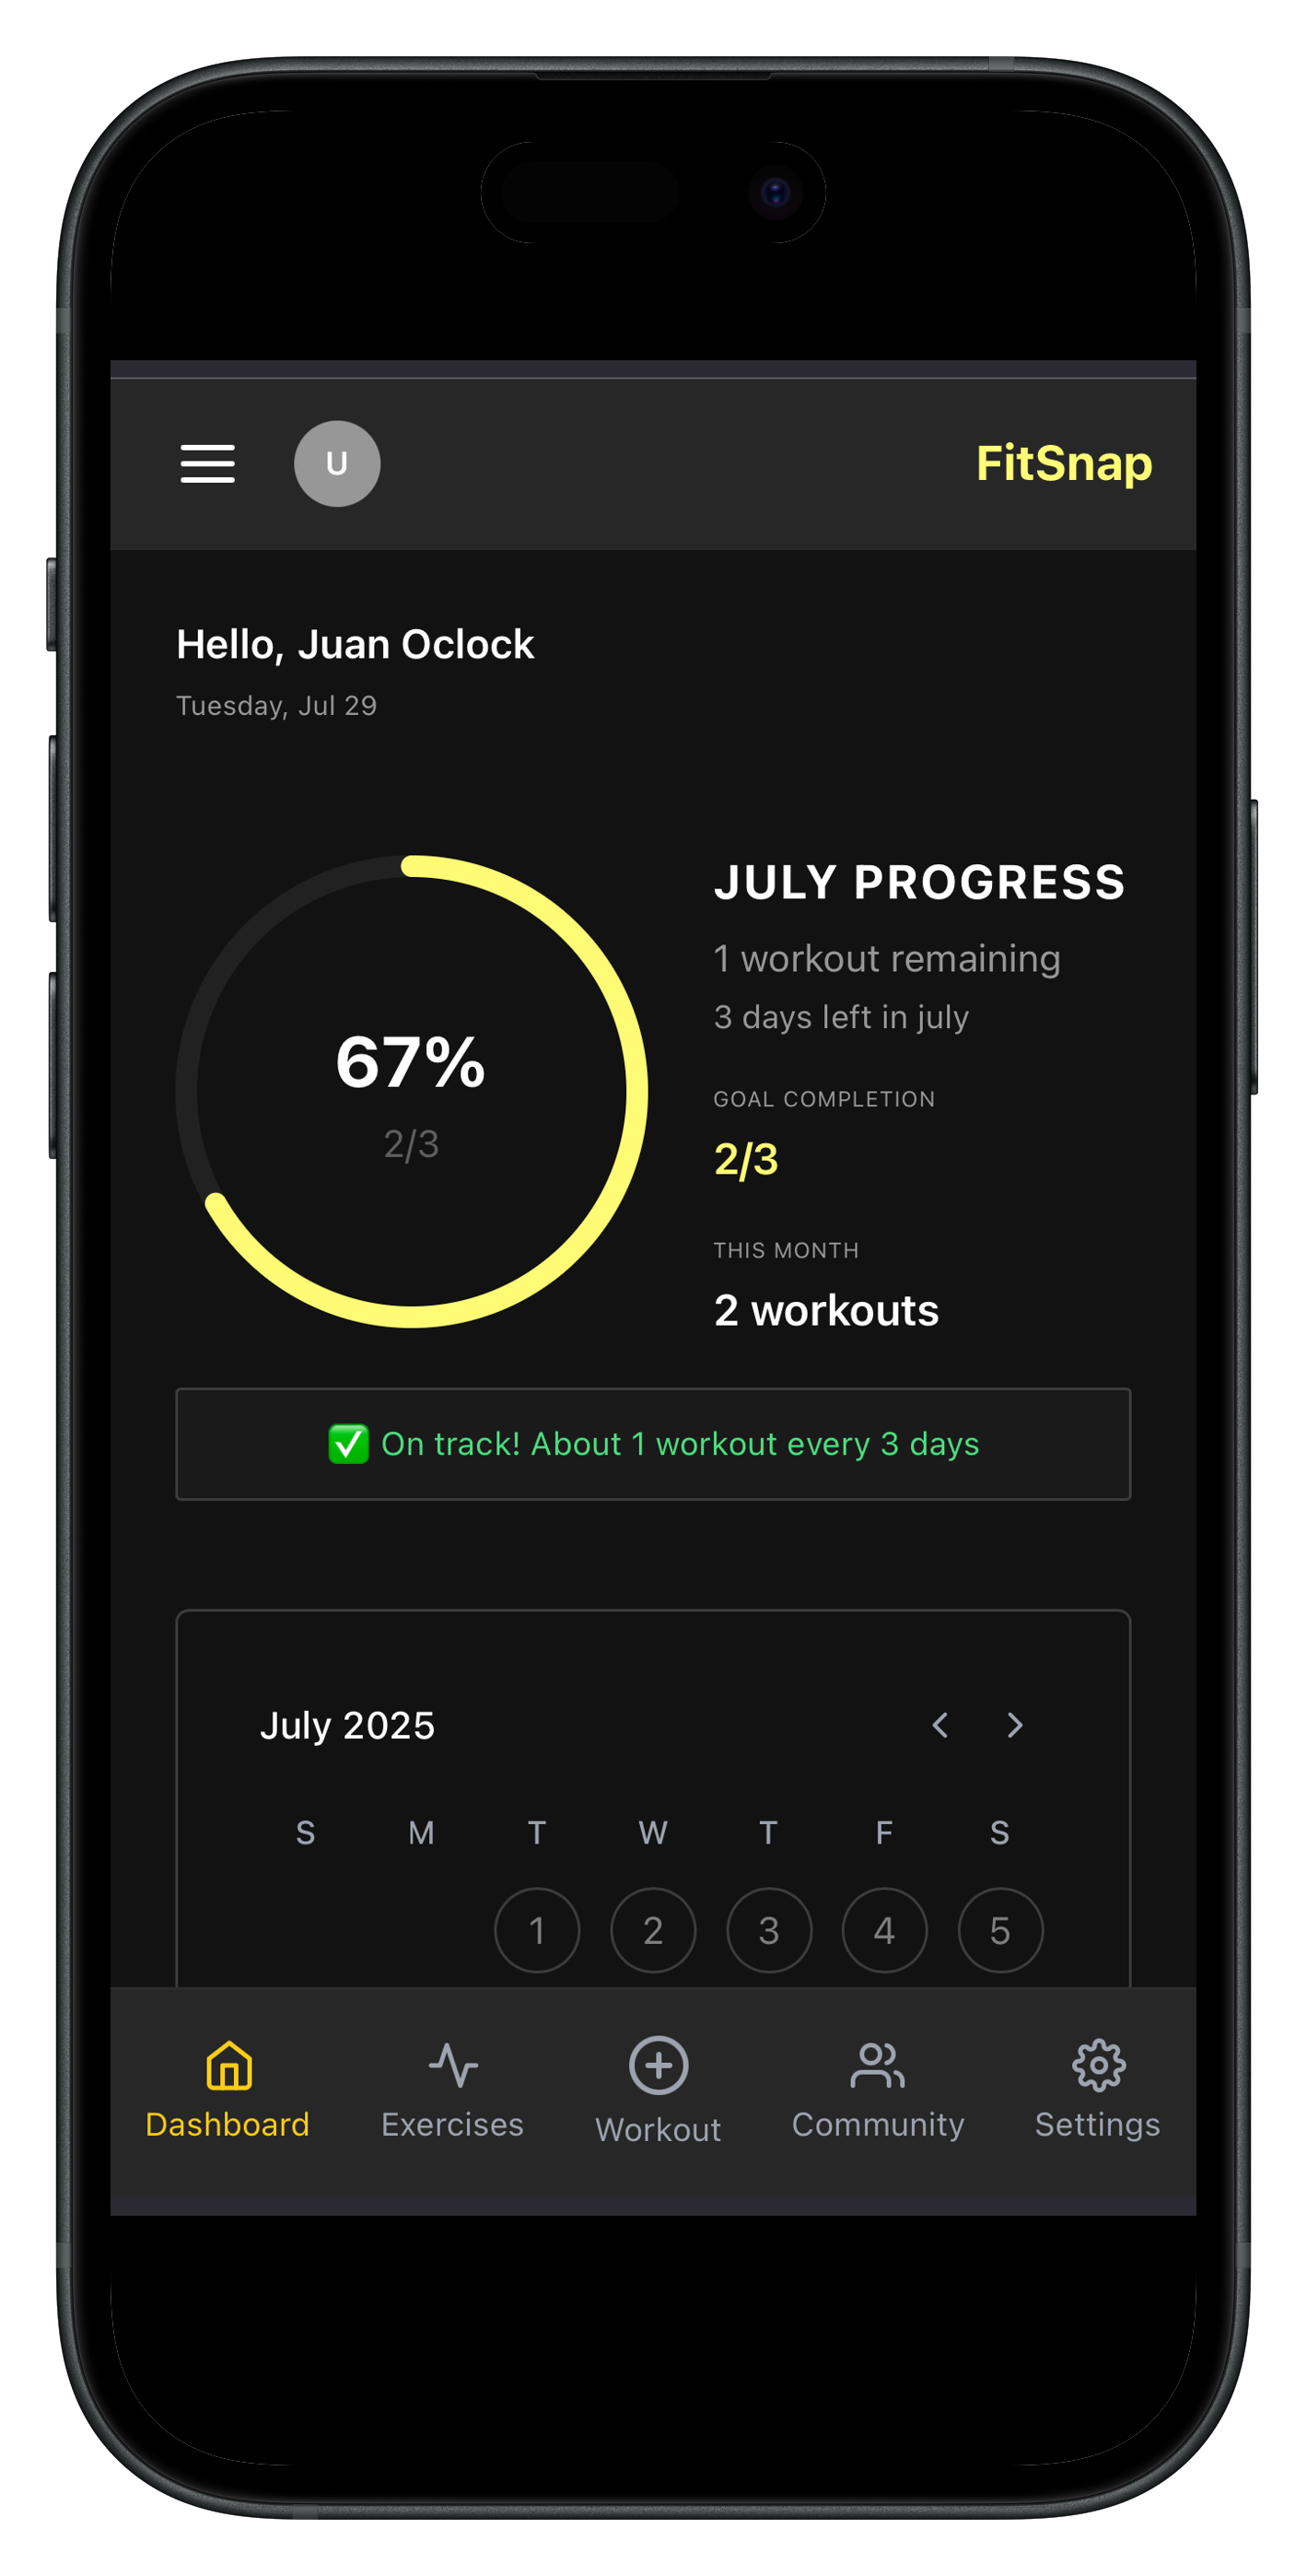 U
FitSnap
Hello, Juan Oclock
Tuesday, Jul 29
67%
2/3
JULY PROGRESS
1 workout remaining
3 days left in july
GOAL COMPLETION
2/3
THIS MONTH
2 workouts
✅ On track! About 1 workout every 3 days
July 2025
S M T W T F S
1 2 3 4 5
Dashboard Exercises Workout Community Settings